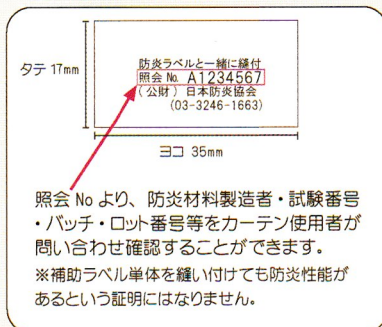 タテ 17mm
防炎ラベルと一緒に縫付
照会 No. A1234567
(公財) 日本防炎協会
(03-3246-1663)
ヨコ 35mm
照会 No より、防炎材料製造者・試験番号
・バッチ・ロット番号等をカーテン使用者が
問い合わせ確認することができます。
※補助ラベル単体を縫い付けても防炎性能が
あるという証明にはなりません。